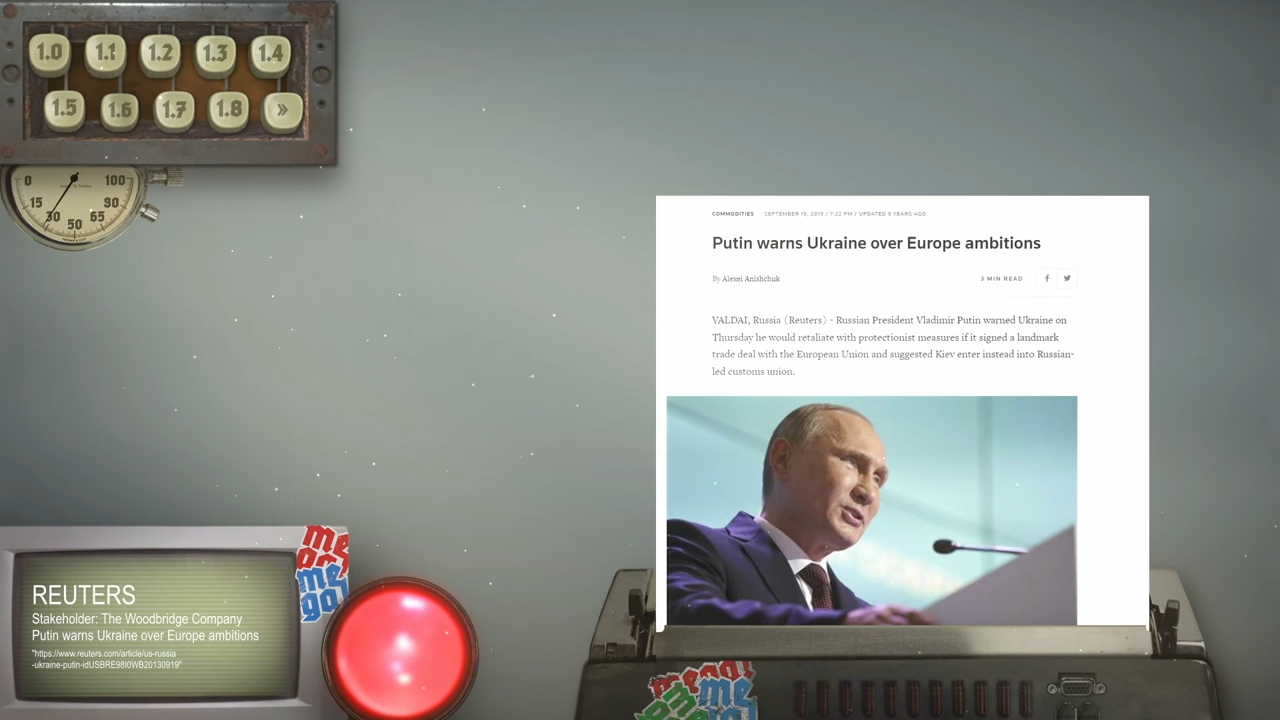 1.0 1.1 1.2 1.3 1.4
1.5 1.6 1.7 1.8 »
0 100
15 80
30 65
50
COMMODITIES SEPTEMBER 19, 2013 / 7:22 PM / UPDATED 9 YEARS AGO
Putin warns Ukraine over Europe ambitions
By Alexei Anishchuk
3 MIN READ
VALDAI, Russia (Reuters) - Russian President Vladimir Putin warned Ukraine on
Thursday he would retaliate with protectionist measures if it signed a landmark
trade deal with the European Union and suggested Kiev enter instead into Russian-
led customs union.
REUTERS
Stakeholder: The Woodbridge Company
Putin warns Ukraine over Europe ambitions
"https://www.reuters.com/article/us-russia
-ukraine-putin-idUSBRE98I0WB20130919"